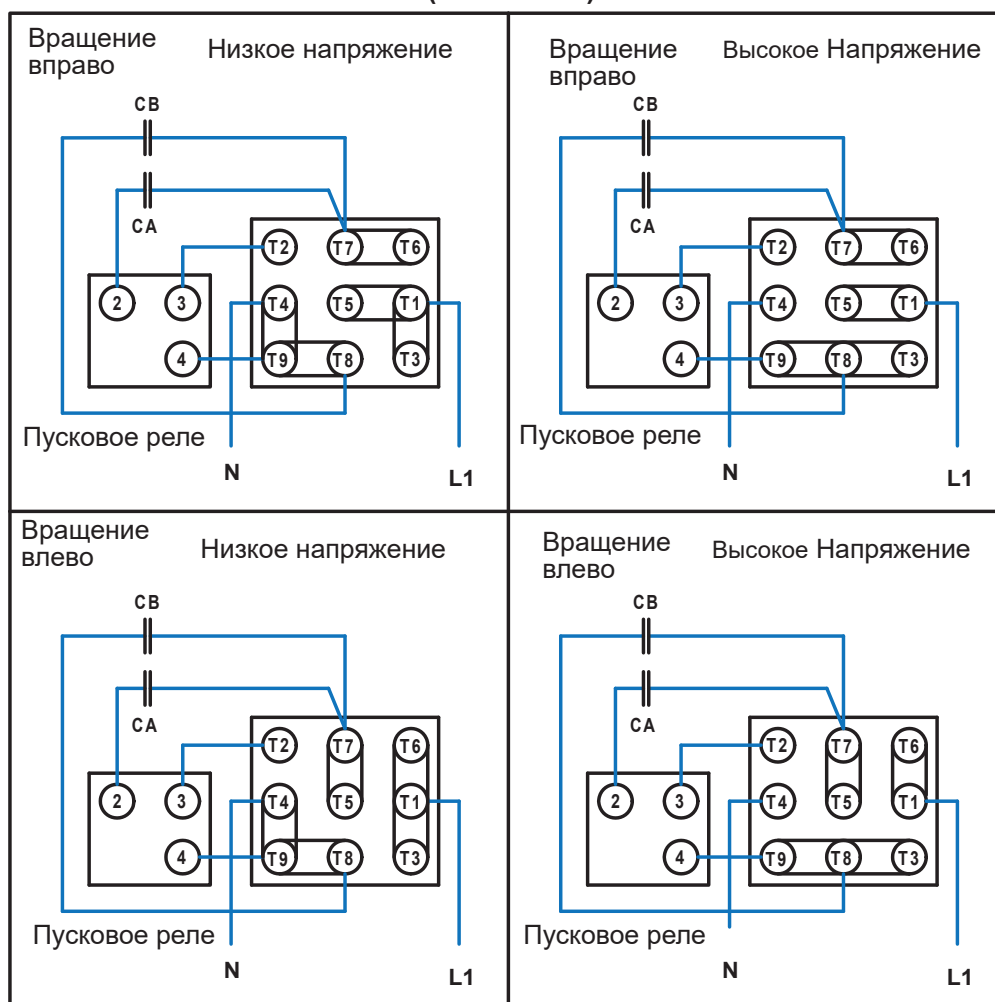 Вращение
вправо
Низкое напряжение
CB
CA
T2 T7 T6
2 3 T4 T5 T1
4 T9 T8 T3
Пусковое реле
N
L1
Вращение
вправо
Высокое Напряжение
CB
CA
T2 T7 T6
2 3 T4 T5 T1
4 T9 T8 T3
Пусковое реле
N
L1
Вращение
влево
Низкое напряжение
CB
CA
T2 T7 T6
2 3 T4 T5 T1
4 T9 T8 T3
Пусковое реле
N
L1
Вращение
влево
Высокое Напряжение
CB
CA
T2 T7 T6
2 3 T4 T5 T1
4 T9 T8 T3
Пусковое реле
N
L1